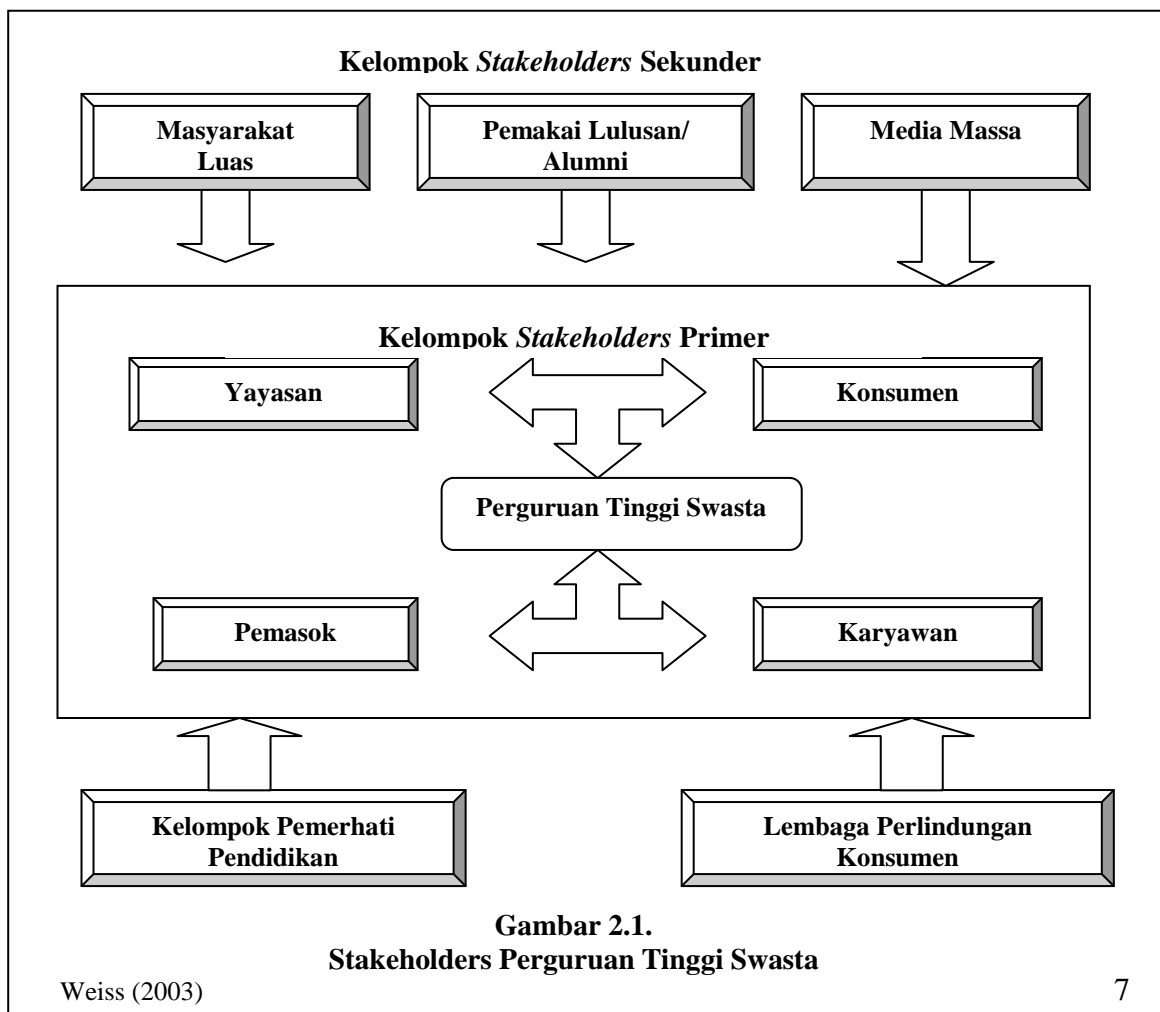 Kelompok Stakeholders Sekunder
Masyarakat
Luas
Pemakai Lulusan/
Alumni
Media Massa
Kelompok Stakeholders Primer
Yayasan
Konsumen
Perguruan Tinggi Swasta
Pemasok
Karyawan
Kelompok Pemerhati
Pendidikan
Lembaga Perlindungan
Konsumen
Gambar 2.1.
Stakeholders Perguruan Tinggi Swasta
Weiss (2003)
7